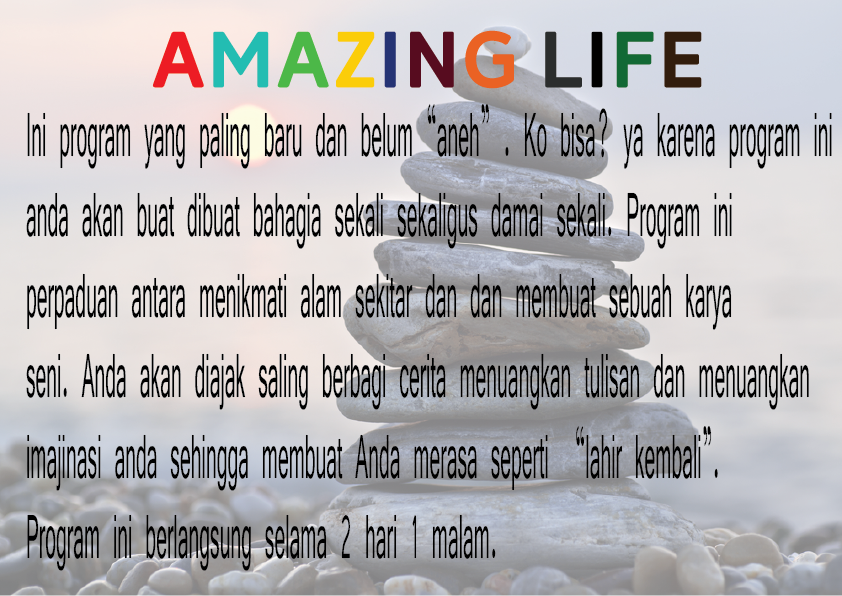 AMAZING LIFE
Ini program yang paling baru dan belum “aneh” . Ko bisa? ya karena program ini
anda akan buat dibuat bahagia sekali sekaligus damai sekali. Program ini
perpaduan antara menikmati alam sekitar dan dan membuat sebuah karya
seni. Anda akan diajak saling berbagi cerita menuangkan tulisan dan menuangkan
imajinasi anda sehingga membuat Anda merasa seperti “lahir kembali”.
Program ini berlangsung selama 2 hari 1 malam.